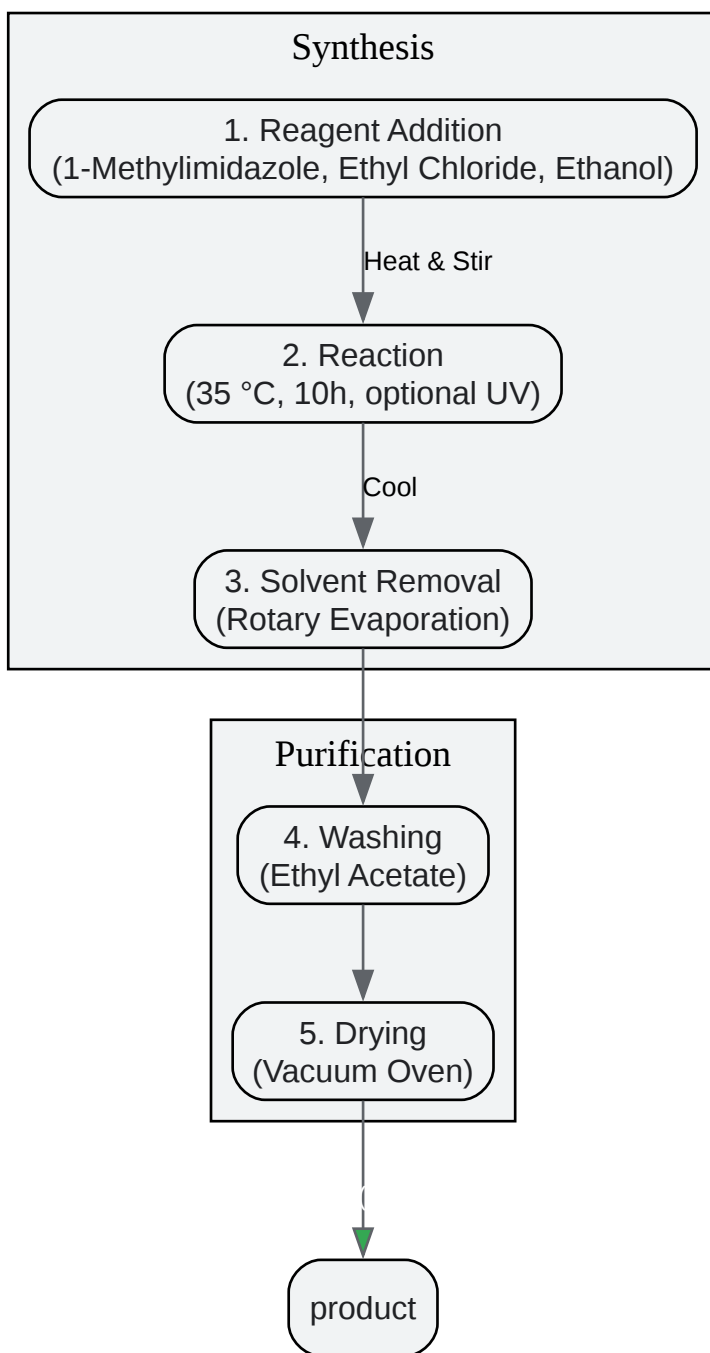 Synthesis
1. Reagent Addition
(1-Methylimidazole, Ethyl Chloride, Ethanol)
Heat & Stir
2. Reaction
(35 °C, 10h, optional UV)
Cool
3. Solvent Removal
(Rotary Evaporation)
Purification
4. Washing
(Ethyl Acetate)
5. Drying
(Vacuum Oven)
product